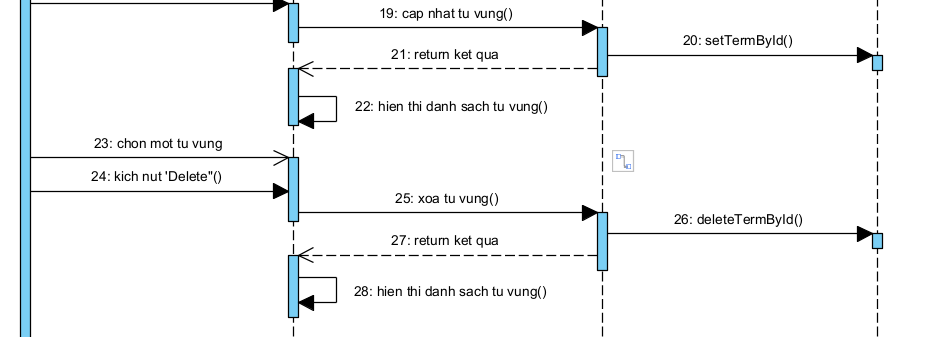 19: cap nhat tu vung()
20: setTermById()
21: return ket qua
22: hien thi danh sach tu vung()
23: chon mot tu vung
24: kich nut 'Delete"()
25: xoa tu vung()
26: deleteTermById()
27: return ket qua
28: hien thi danh sach tu vung()